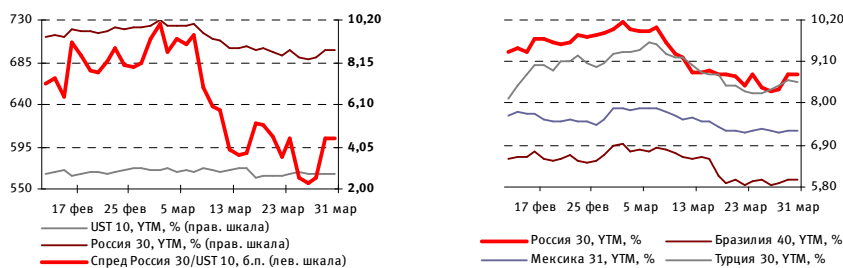 730
685
640
595
550
10,20
8,15
6,10
4,05
2,00
17 фев 25 фев 5 мар 13 мар 23 мар 31 мар
UST 10, YTM, % (прав. шкала)
Россия 30, YTM, % (прав. шкала)
Спред Россия 30/UST 10, б.п. (лев. шкала)
10,20
9,10
8,00
6,90
5,80
17 фев 25 фев 5 мар 13 мар 23 мар 31 мар
Россия 30, YTM, % Бразилия 40, YTM, %
Мексика 31, YTM, % Турция 30, YTM, %